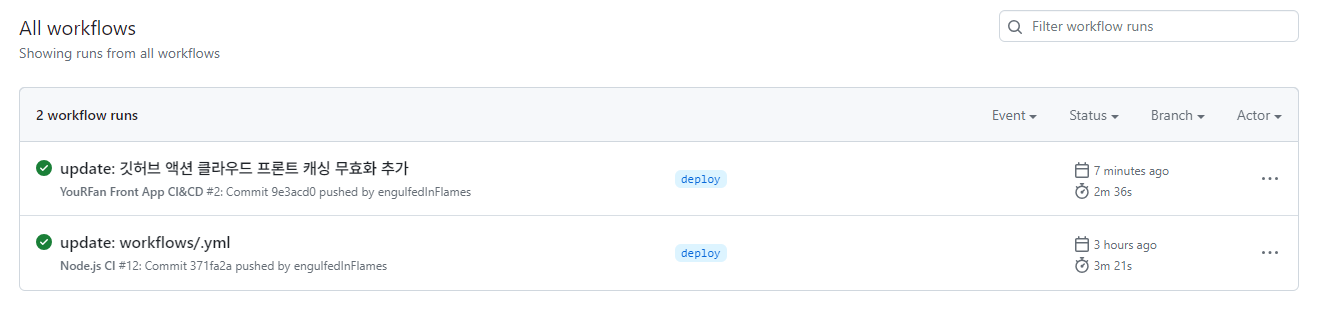 All workflows
Filter workflow runs
Showing runs from all workflows
2 workflow runs
Event
Status
Branch
Actor
update: 깃허브 액션 클라우드 프론트 캐싱 무효화 추가
YouRFan Front App CI&CD #2: Commit 9e3acd0 pushed by engulfedInFlames
deploy
7 minutes ago
2m 36s
update: workflows/.yml
Node.js CI #12: Commit 371fa2a pushed by engulfedInFlames
deploy
3 hours ago
3m 21s